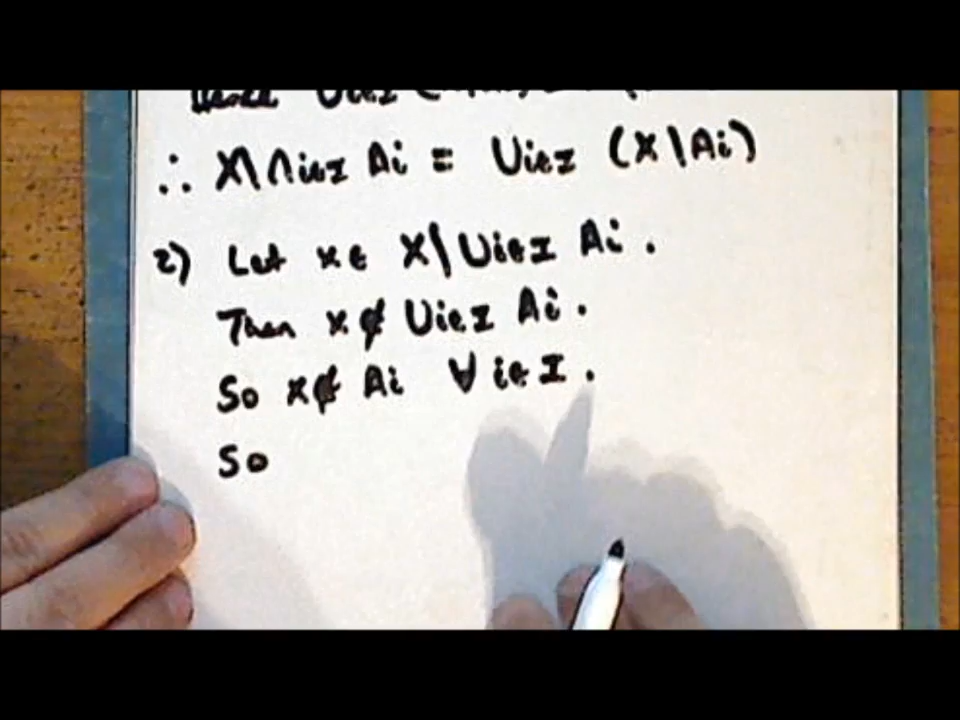 ∴ X\∩i∈I Ai = ∪i∈I (X\Ai)
2) Let x∈ X\∪i∈I Ai.
Then x∉ ∪i∈I Ai.
So x∉ Ai ∀ i∈I.
So